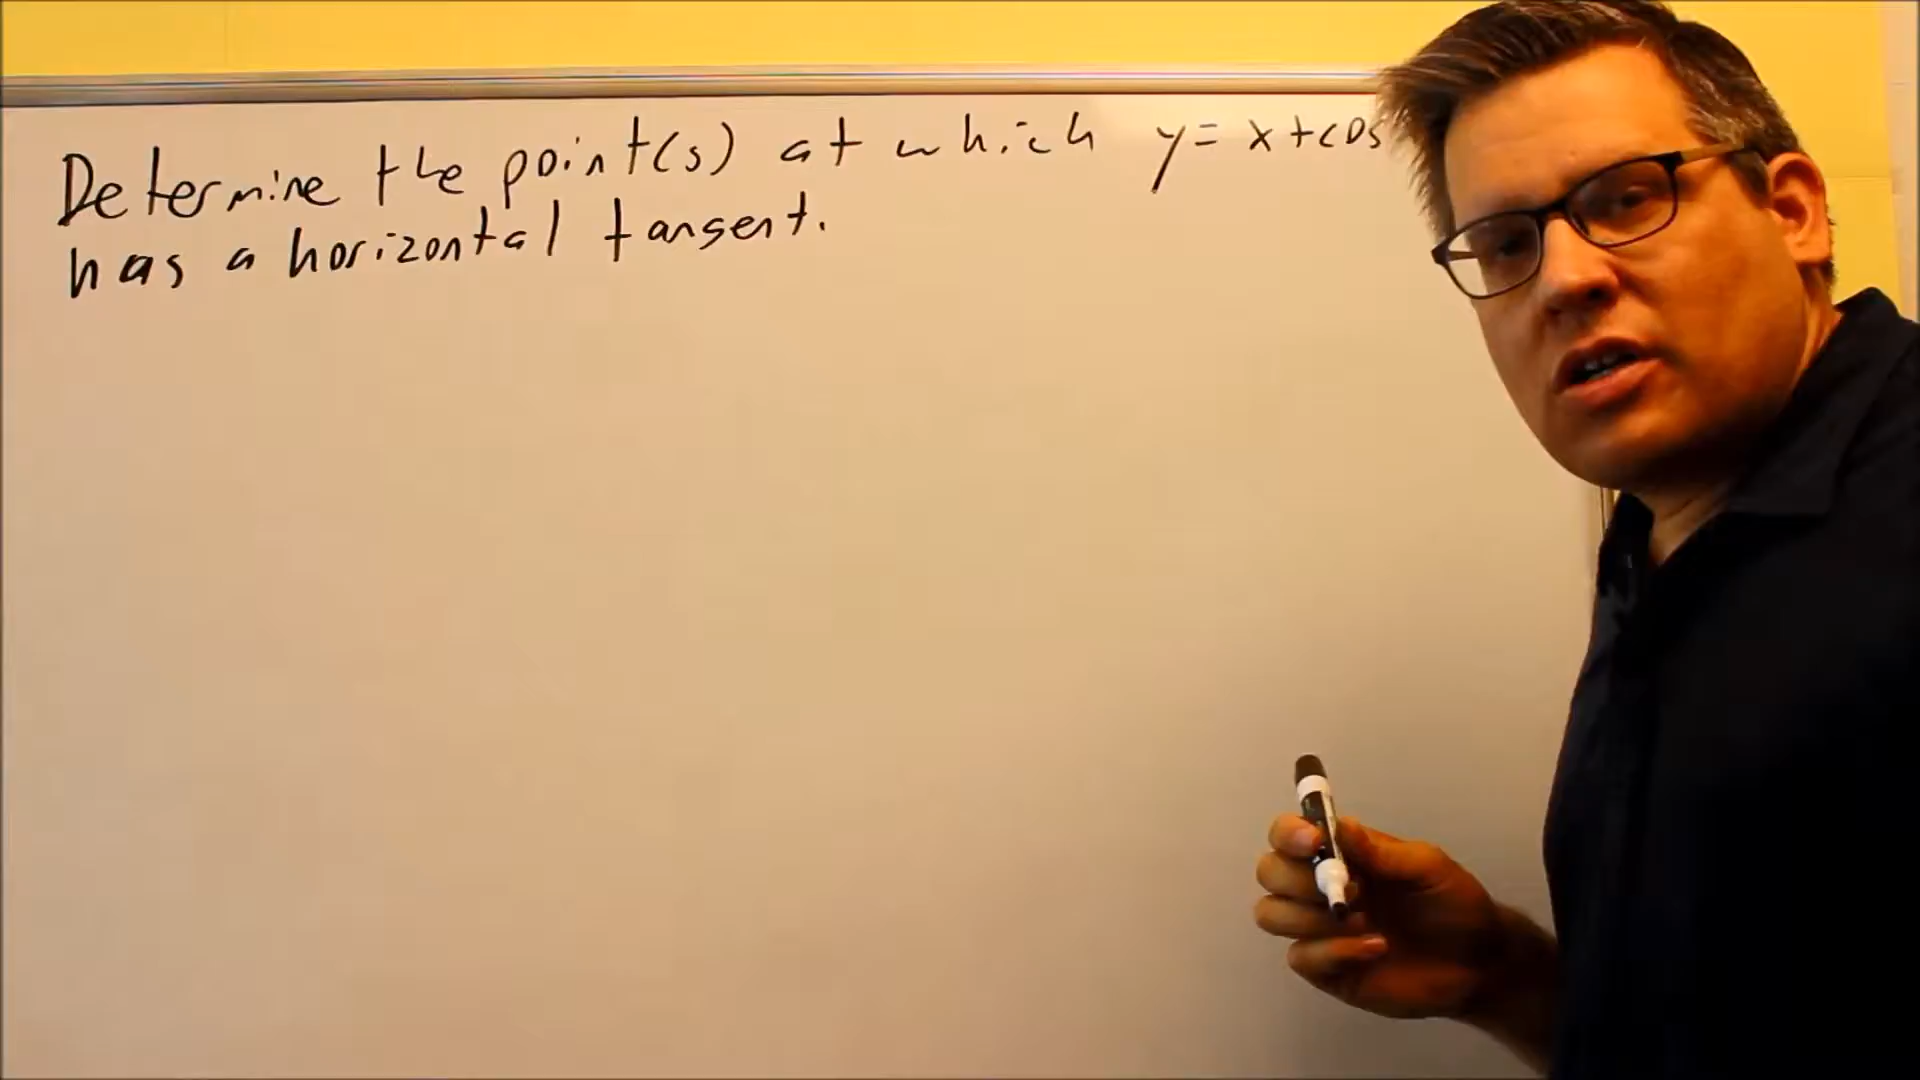 Determine the point(s) at which y = x + cos
has a horizontal tangent.